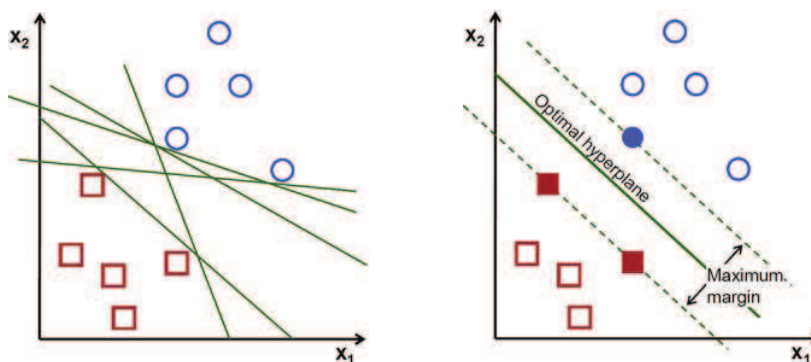 x2
x1
x2
Optimal hyperplane
Maximum.
margin
x1